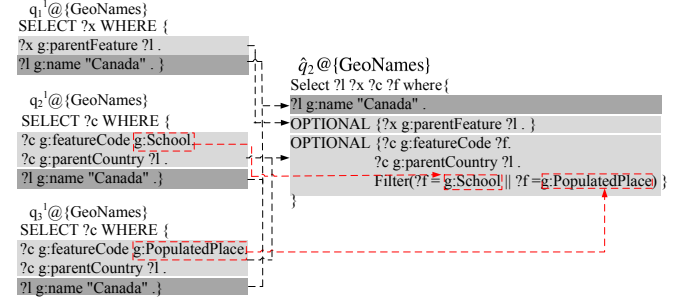 q₁¹@{GeoNames}
SELECT ?x WHERE {
?x g:parentFeature ?l .
?l g:name "Canada" . }
q₂¹@{GeoNames}
SELECT ?c WHERE {
?c g:featureCode g:School.
?c g:parentCountry ?l .
?l g:name "Canada" .}
q₃¹@{GeoNames}
SELECT ?c WHERE {
?c g:featureCode g:PopulatedPlace.
?c g:parentCountry ?l .
?l g:name "Canada" .}
q̂₂@{GeoNames}
Select ?l ?x ?c ?f where{
?l g:name "Canada" .
OPTIONAL {?x g:parentFeature ?l . }
OPTIONAL {?c g:featureCode ?f.
?c g:parentCountry ?l .
Filter(?f = g:School || ?f =g:PopulatedPlace) }
}